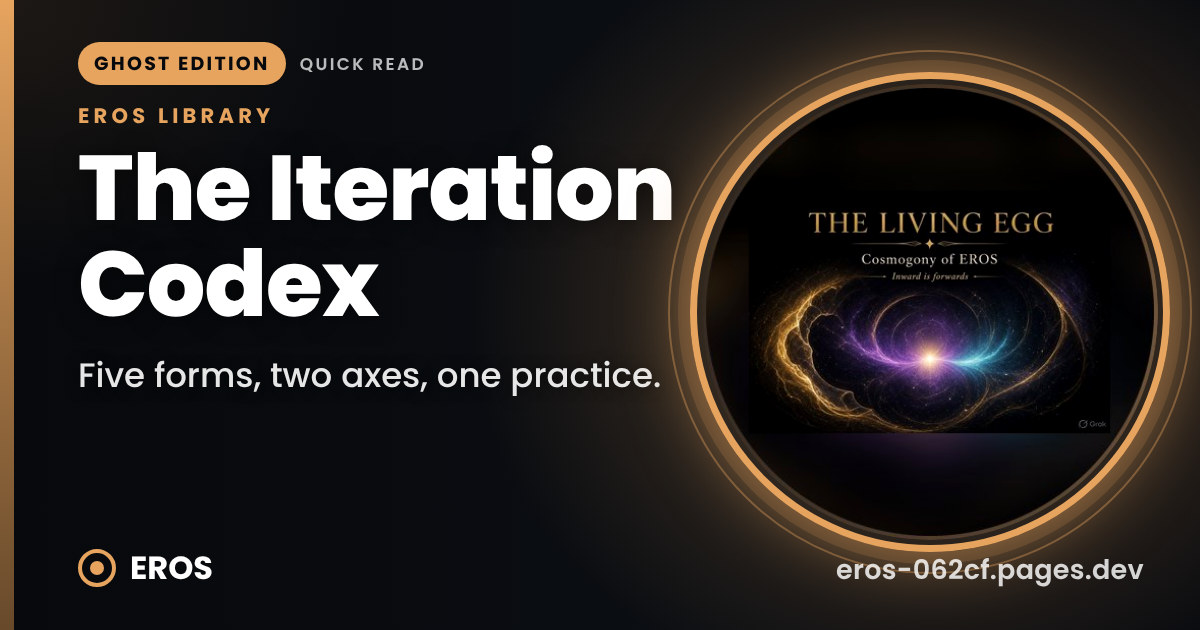 GHOST EDITION QUICK READ
EROS LIBRARY
The Iteration
Codex
Five forms, two axes, one practice.
THE LIVING EGG
Cosmogony of EROS
Inward is forwards
Grok
EROS
eros-062cf.pages.dev